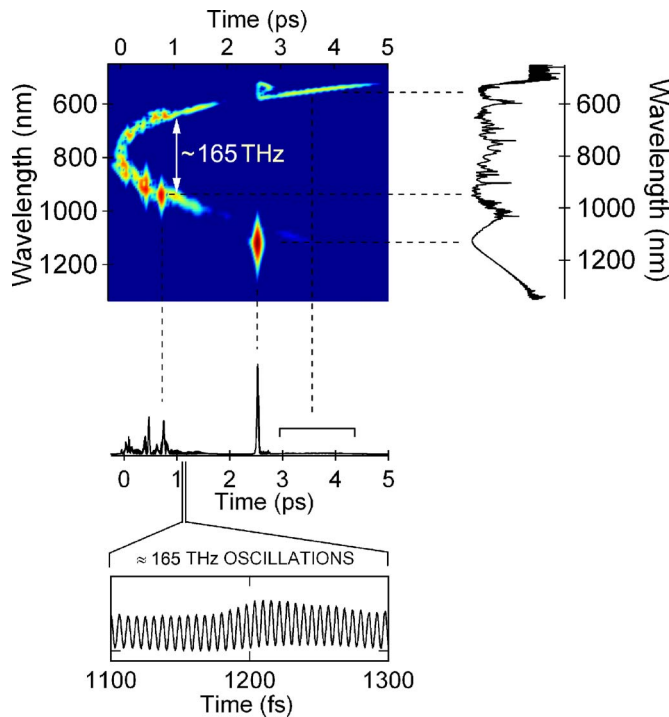 Time (ps)
0 1 2 3 4 5
Wavelength (nm)
600
800
1000
1200
~165 THz
600
800
1000
1200
Wavelength (nm)
0 1 2 3 4 5
Time (ps)
≈ 165 THz OSCILLATIONS
1100 1200 1300
Time (fs)